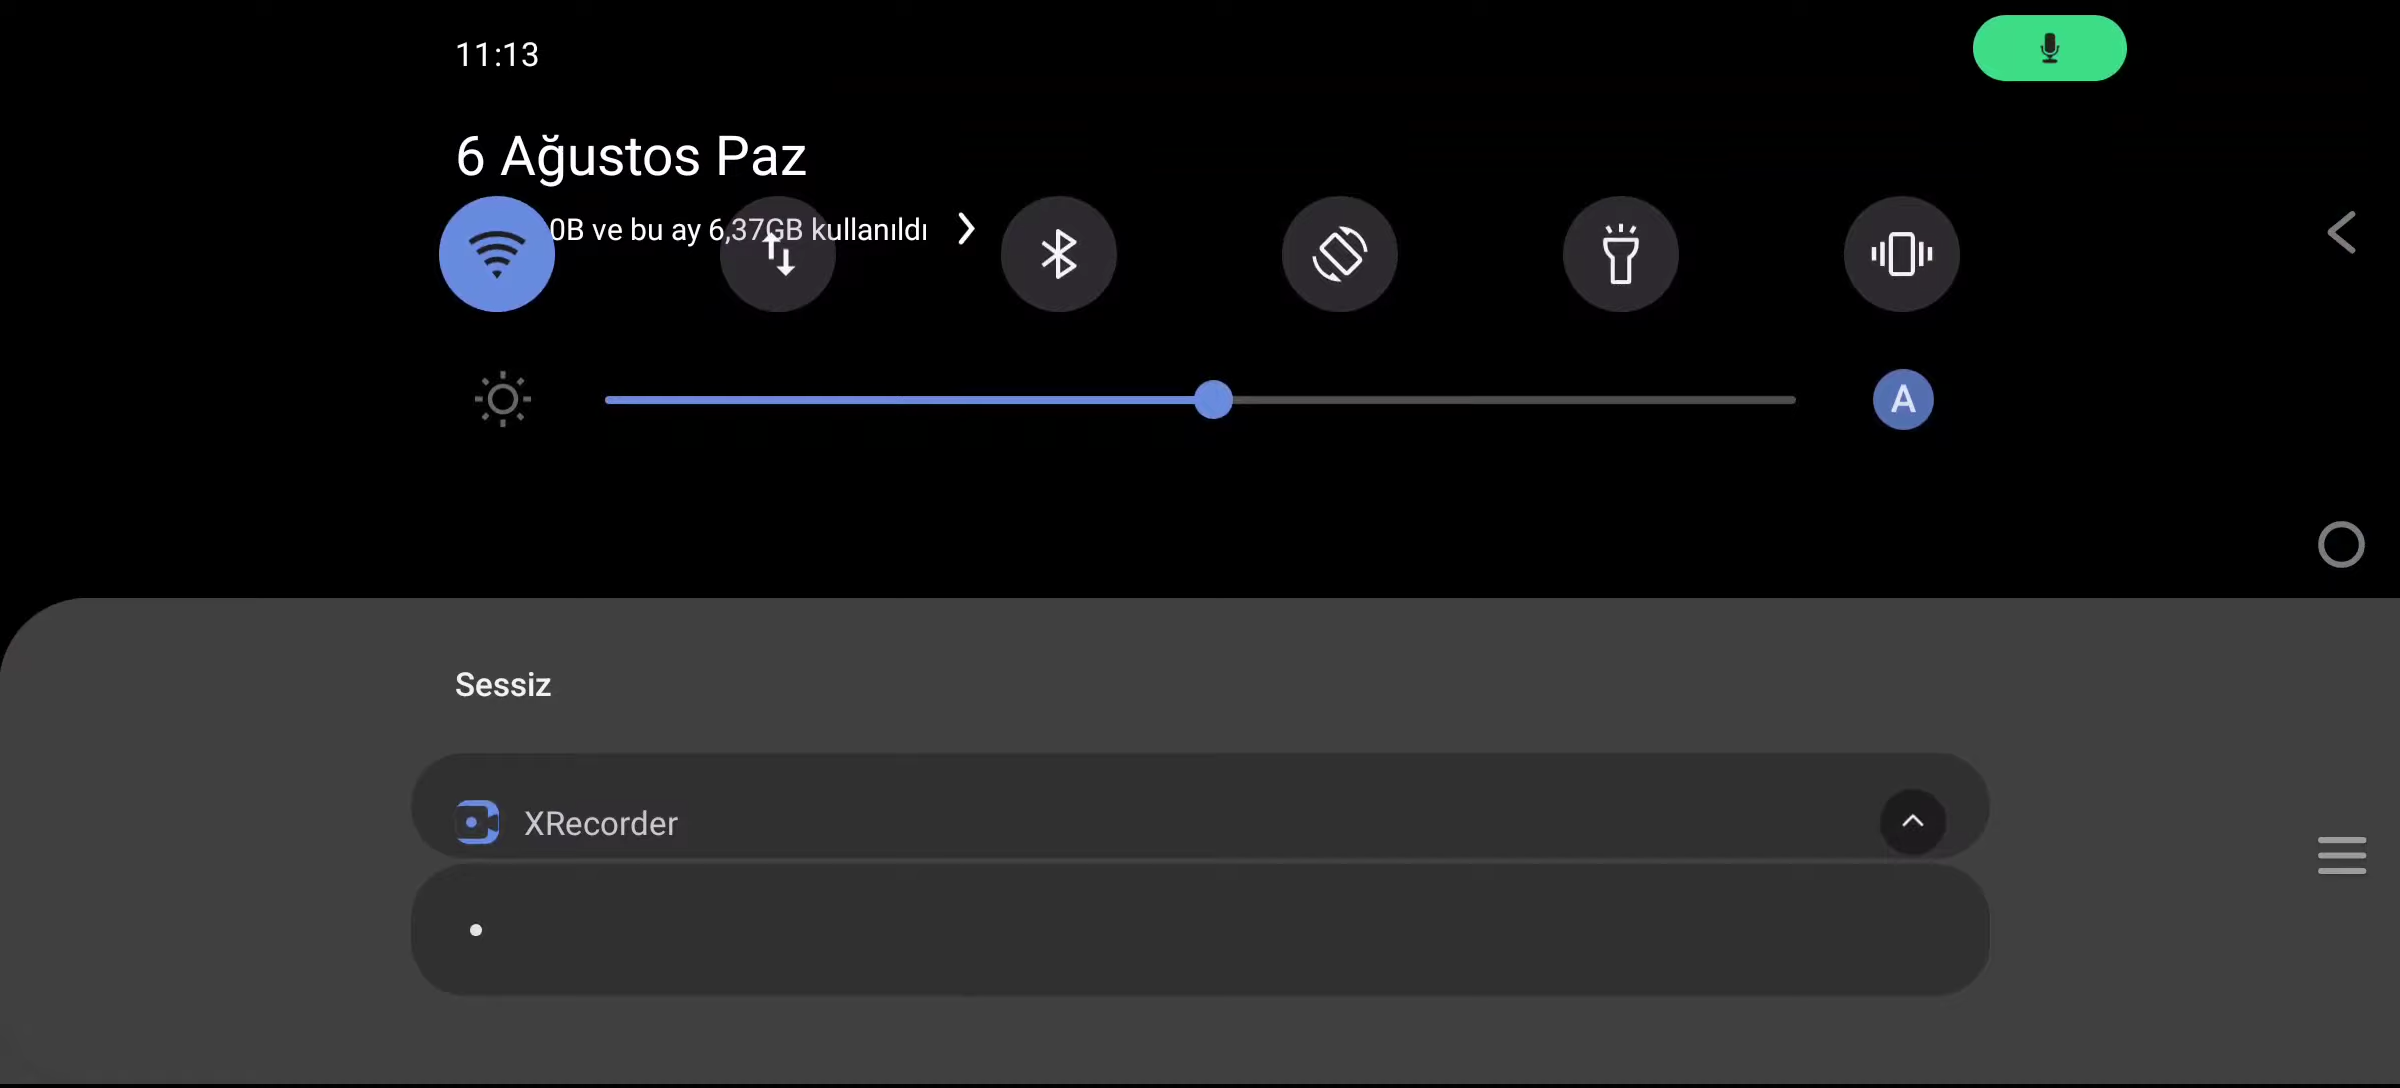 11:13
6 Ağustos Paz
0B ve bu ay 6,37GB kullanıldı
A
Sessiz
XRecorder